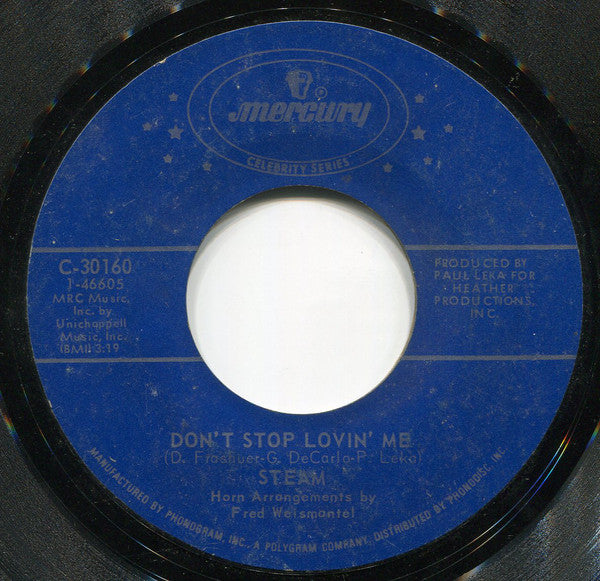 mercury
CELEBRITY SERIES
C-30160
1-46605
MRC Music,
Inc. by
Unichappell
Music, Inc.
(BMI) 3:19
PRODUCED BY
PAUL LEKA FOR
HEATHER
PRODUCTIONS,
INC.
DON'T STOP LOVIN' ME
(D. Frashuer-G. DeCarlo-P. Leka)
STEAM
Horn Arrangements by
Fred Weismantel
MANUFACTURED BY PHONOGRAM, INC. A POLYGRAM COMPANY, DISTRIBUTED BY PHONODISC, INC.